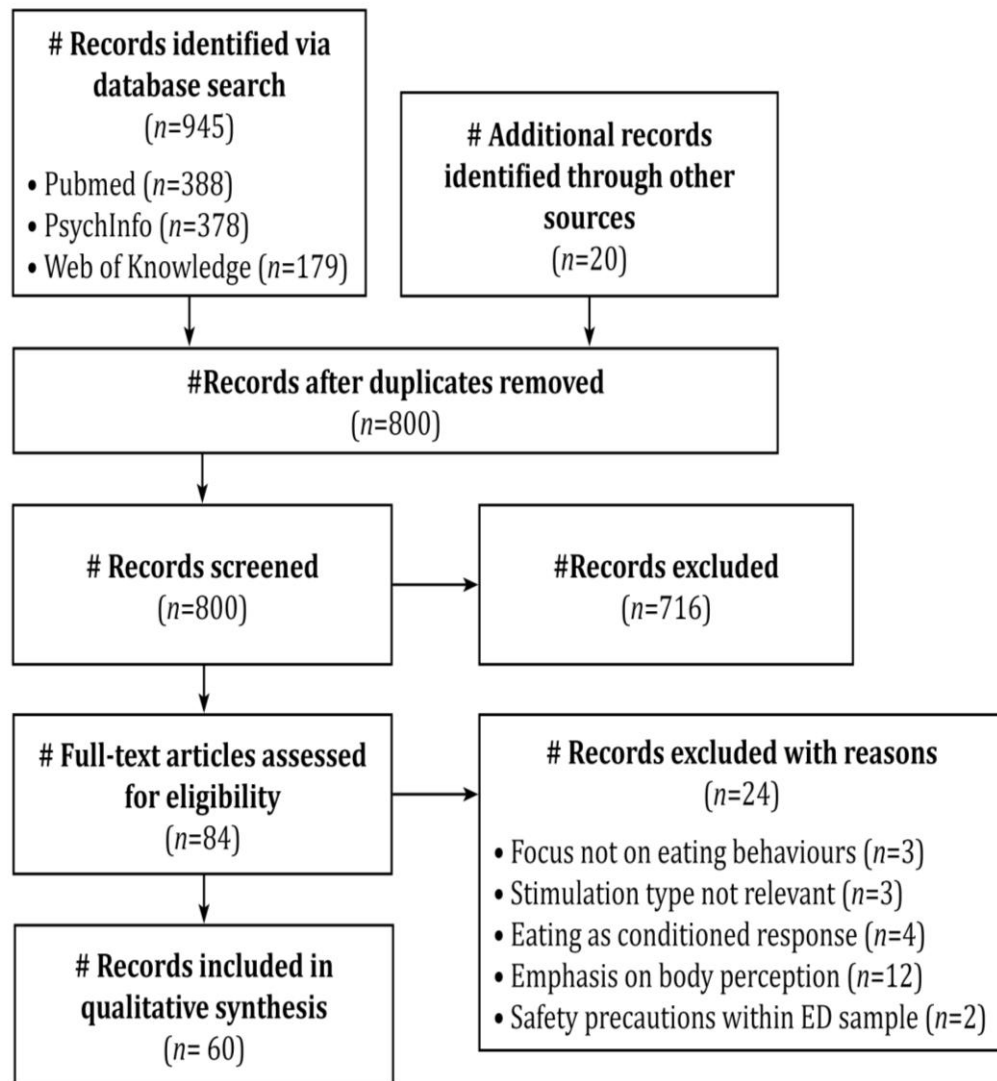 # Records identified via
database search
(n=945)
• Pubmed (n=388)
• PsychInfo (n=378)
• Web of Knowledge (n=179)
# Additional records
identified through other
sources
(n=20)
#Records after duplicates removed
(n=800)
# Records screened
(n=800)
#Records excluded
(n=716)
# Full-text articles assessed
for eligibility
(n=84)
# Records excluded with reasons
(n=24)
• Focus not on eating behaviours (n=3)
• Stimulation type not relevant (n=3)
• Eating as conditioned response (n=4)
• Emphasis on body perception (n=12)
• Safety precautions within ED sample (n=2)
# Records included in
qualitative synthesis
(n= 60)